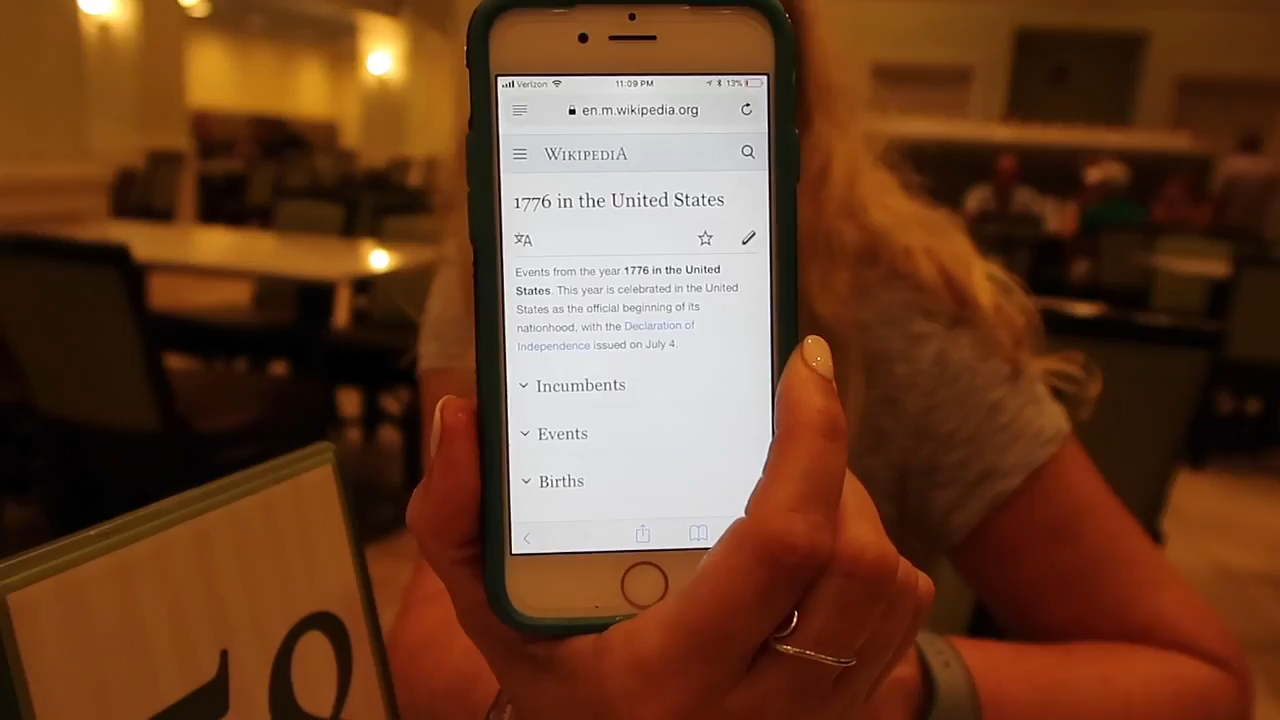 Verizon 11:09 PM 13%
en.m.wikipedia.org
WIKIPEDIA
1776 in the United States
文A
Events from the year 1776 in the United
States. This year is celebrated in the United
States as the official beginning of its
nationhood, with the Declaration of
Independence issued on July 4.
Incumbents
Events
Births